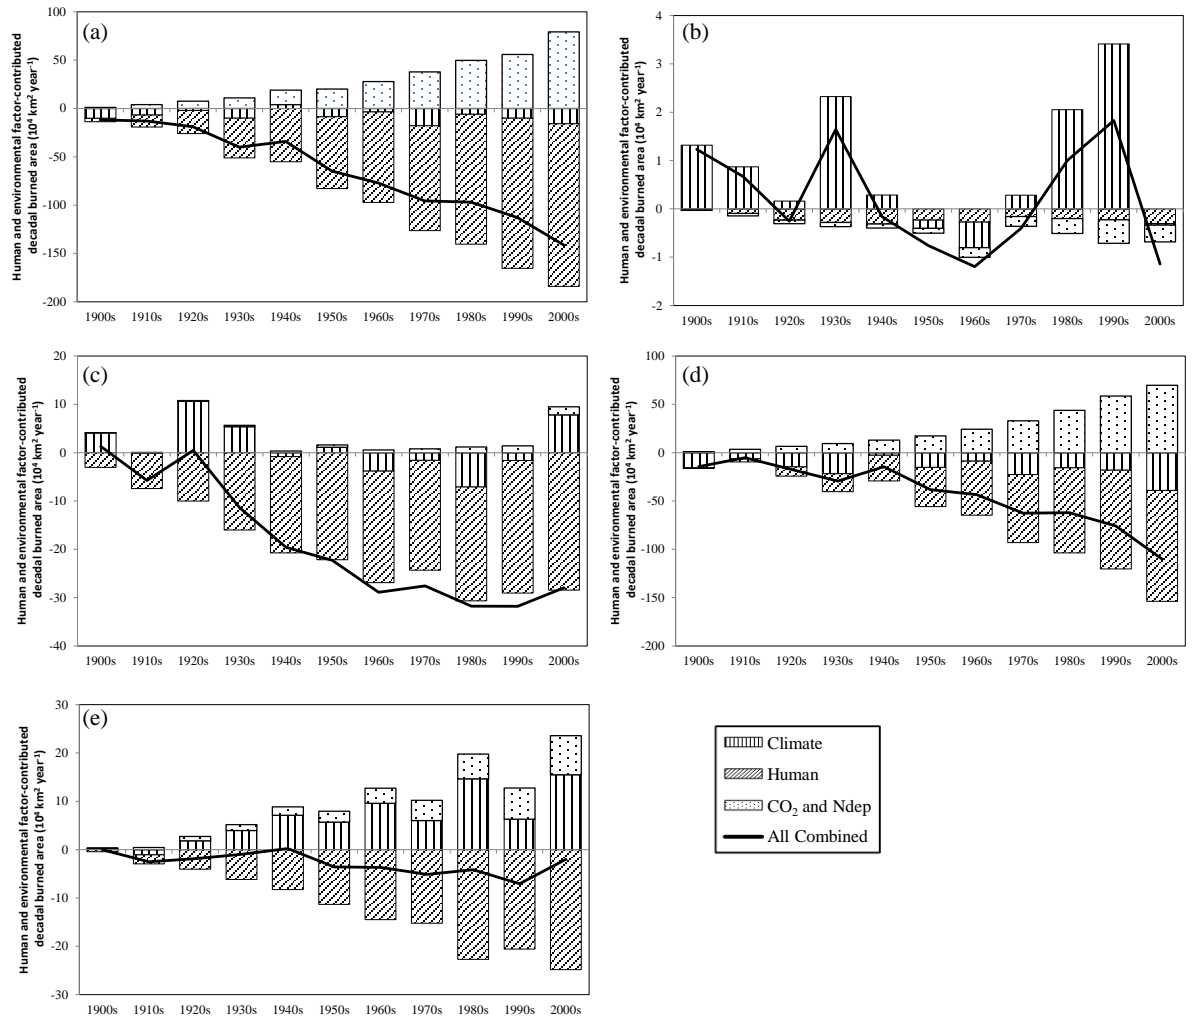 (a)
Human and environmental factor-contributed
decadal burned area (10⁴ km² year⁻¹)
100
50
0
-50
-100
-150
-200
1900s 1910s 1920s 1930s 1940s 1950s 1960s 1970s 1980s 1990s 2000s
(b)
Human and environmental factor-contributed
decadal burned area (10⁴ km² year⁻¹)
4
3
2
1
0
-1
-2
1900s 1910s 1920s 1930s 1940s 1950s 1960s 1970s 1980s 1990s 2000s
(c)
Human and environmental factor-contributed
decadal burned area (10⁴ km² year⁻¹)
20
10
0
-10
-20
-30
-40
1900s 1910s 1920s 1930s 1940s 1950s 1960s 1970s 1980s 1990s 2000s
(d)
Human and environmental factor-contributed
decadal burned area (10⁴ km² year⁻¹)
100
50
0
-50
-100
-150
-200
1900s 1910s 1920s 1930s 1940s 1950s 1960s 1970s 1980s 1990s 2000s
(e)
Human and environmental factor-contributed
decadal burned area (10⁴ km² year⁻¹)
30
20
10
0
-10
-20
-30
1900s 1910s 1920s 1930s 1940s 1950s 1960s 1970s 1980s 1990s 2000s
Climate
Human
CO₂ and Ndep
All Combined